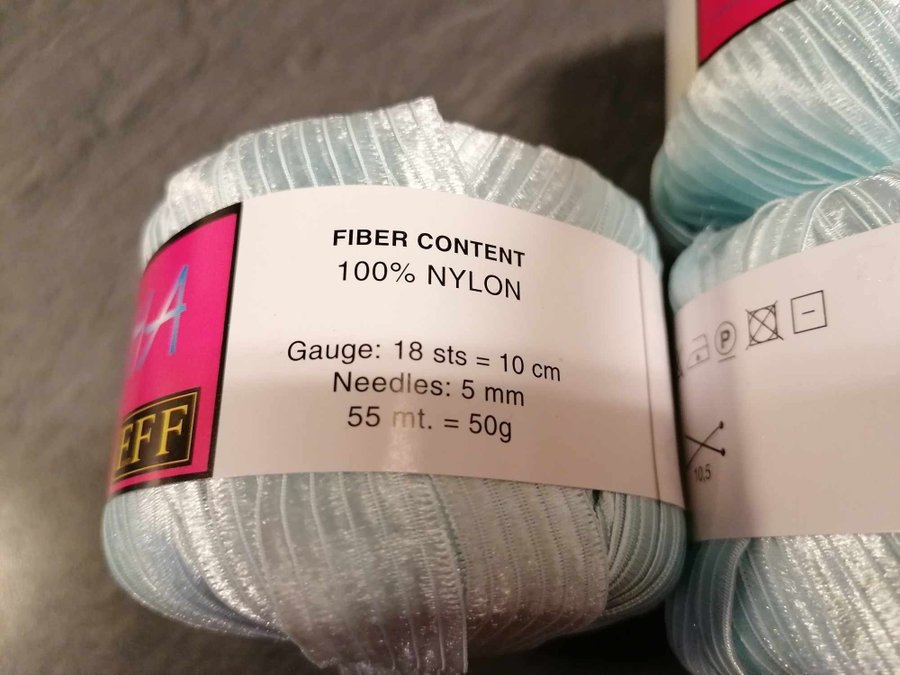 FIBER CONTENT
100% NYLON
Gauge: 18 sts = 10 cm
Needles: 5 mm
55 mt. = 50g
EFF
P
10,5